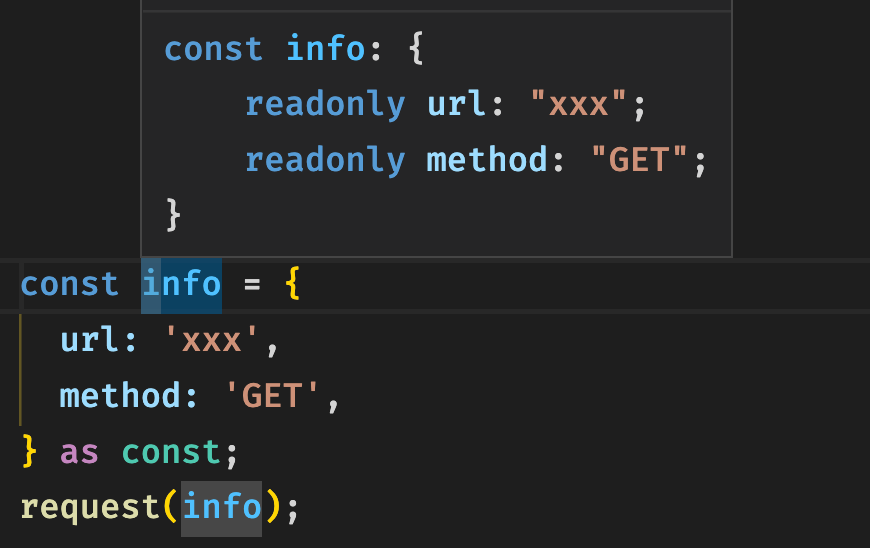 const info: {
    readonly url: "xxx";
    readonly method: "GET";
}
const info = {
  url: 'xxx',
  method: 'GET',
} as const;
request(info);